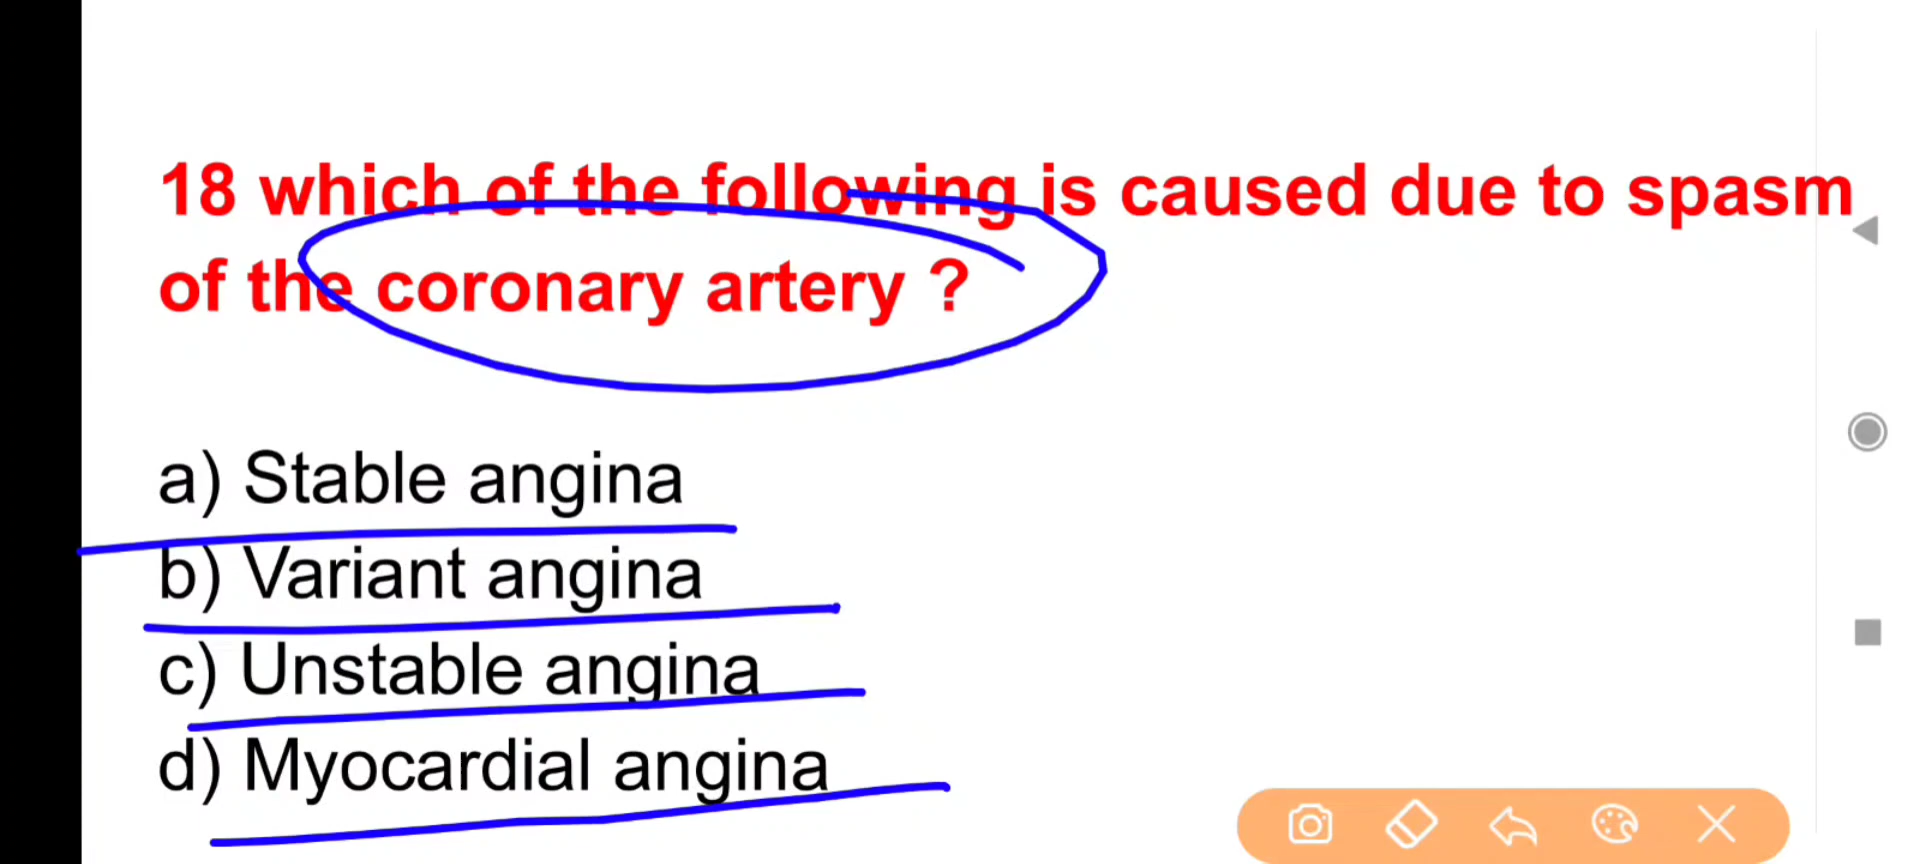 18 which of the following is caused due to spasm
of the coronary artery ?
a) Stable angina
b) Variant angina
c) Unstable angina
d) Myocardial angina